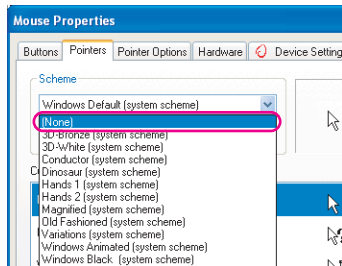 Mouse Properties
Buttons Pointers Pointer Options Hardware Device Setting
Scheme
Windows Default (system scheme)
(None)
3D-Bronze (system scheme)
3D-White (system scheme)
Conductor (system scheme)
Dinosaur (system scheme)
Hands 1 (system scheme)
Hands 2 (system scheme)
Magnified (system scheme)
Old Fashioned (system scheme)
Variations (system scheme)
Windows Animated (system scheme)
Windows Black (system scheme)